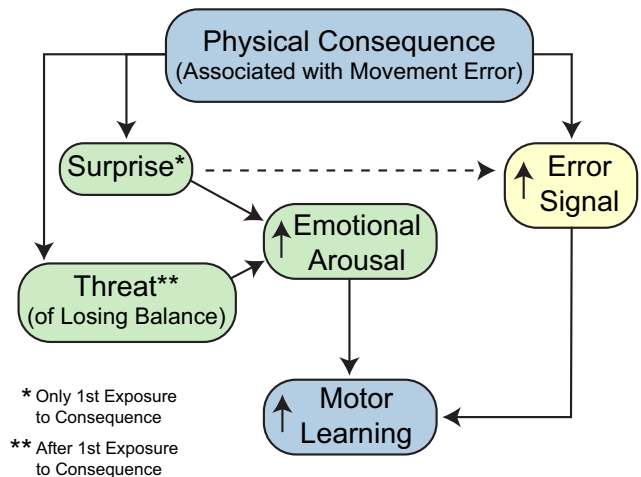 Physical Consequence
(Associated with Movement Error)
Surprise*
↑ Error
Signal
↑ Emotional
Arousal
Threat**
(of Losing Balance)
* Only 1st Exposure
to Consequence
** After 1st Exposure
to Consequence
↑ Motor
Learning